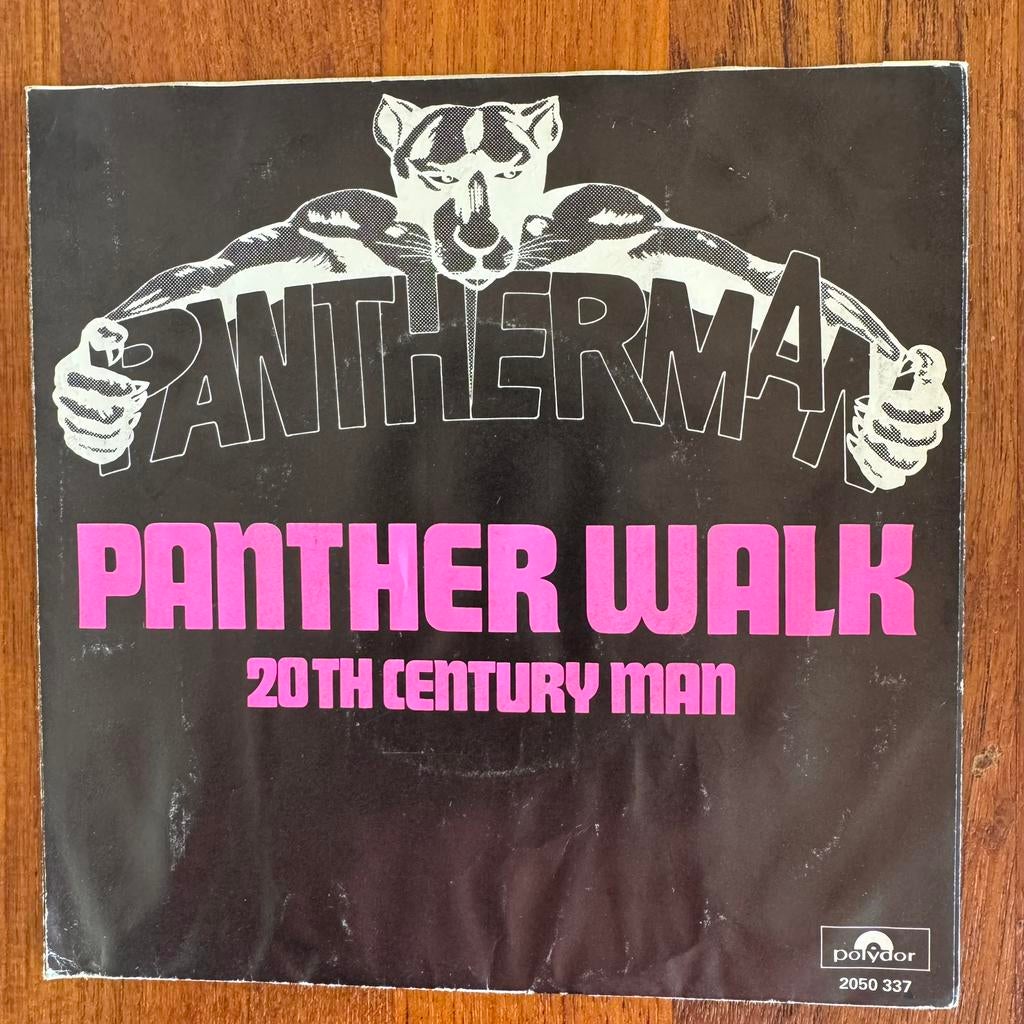 PANTHERMAN
PANTHER WALK
20TH CENTURY MAN
polydor
2050 337